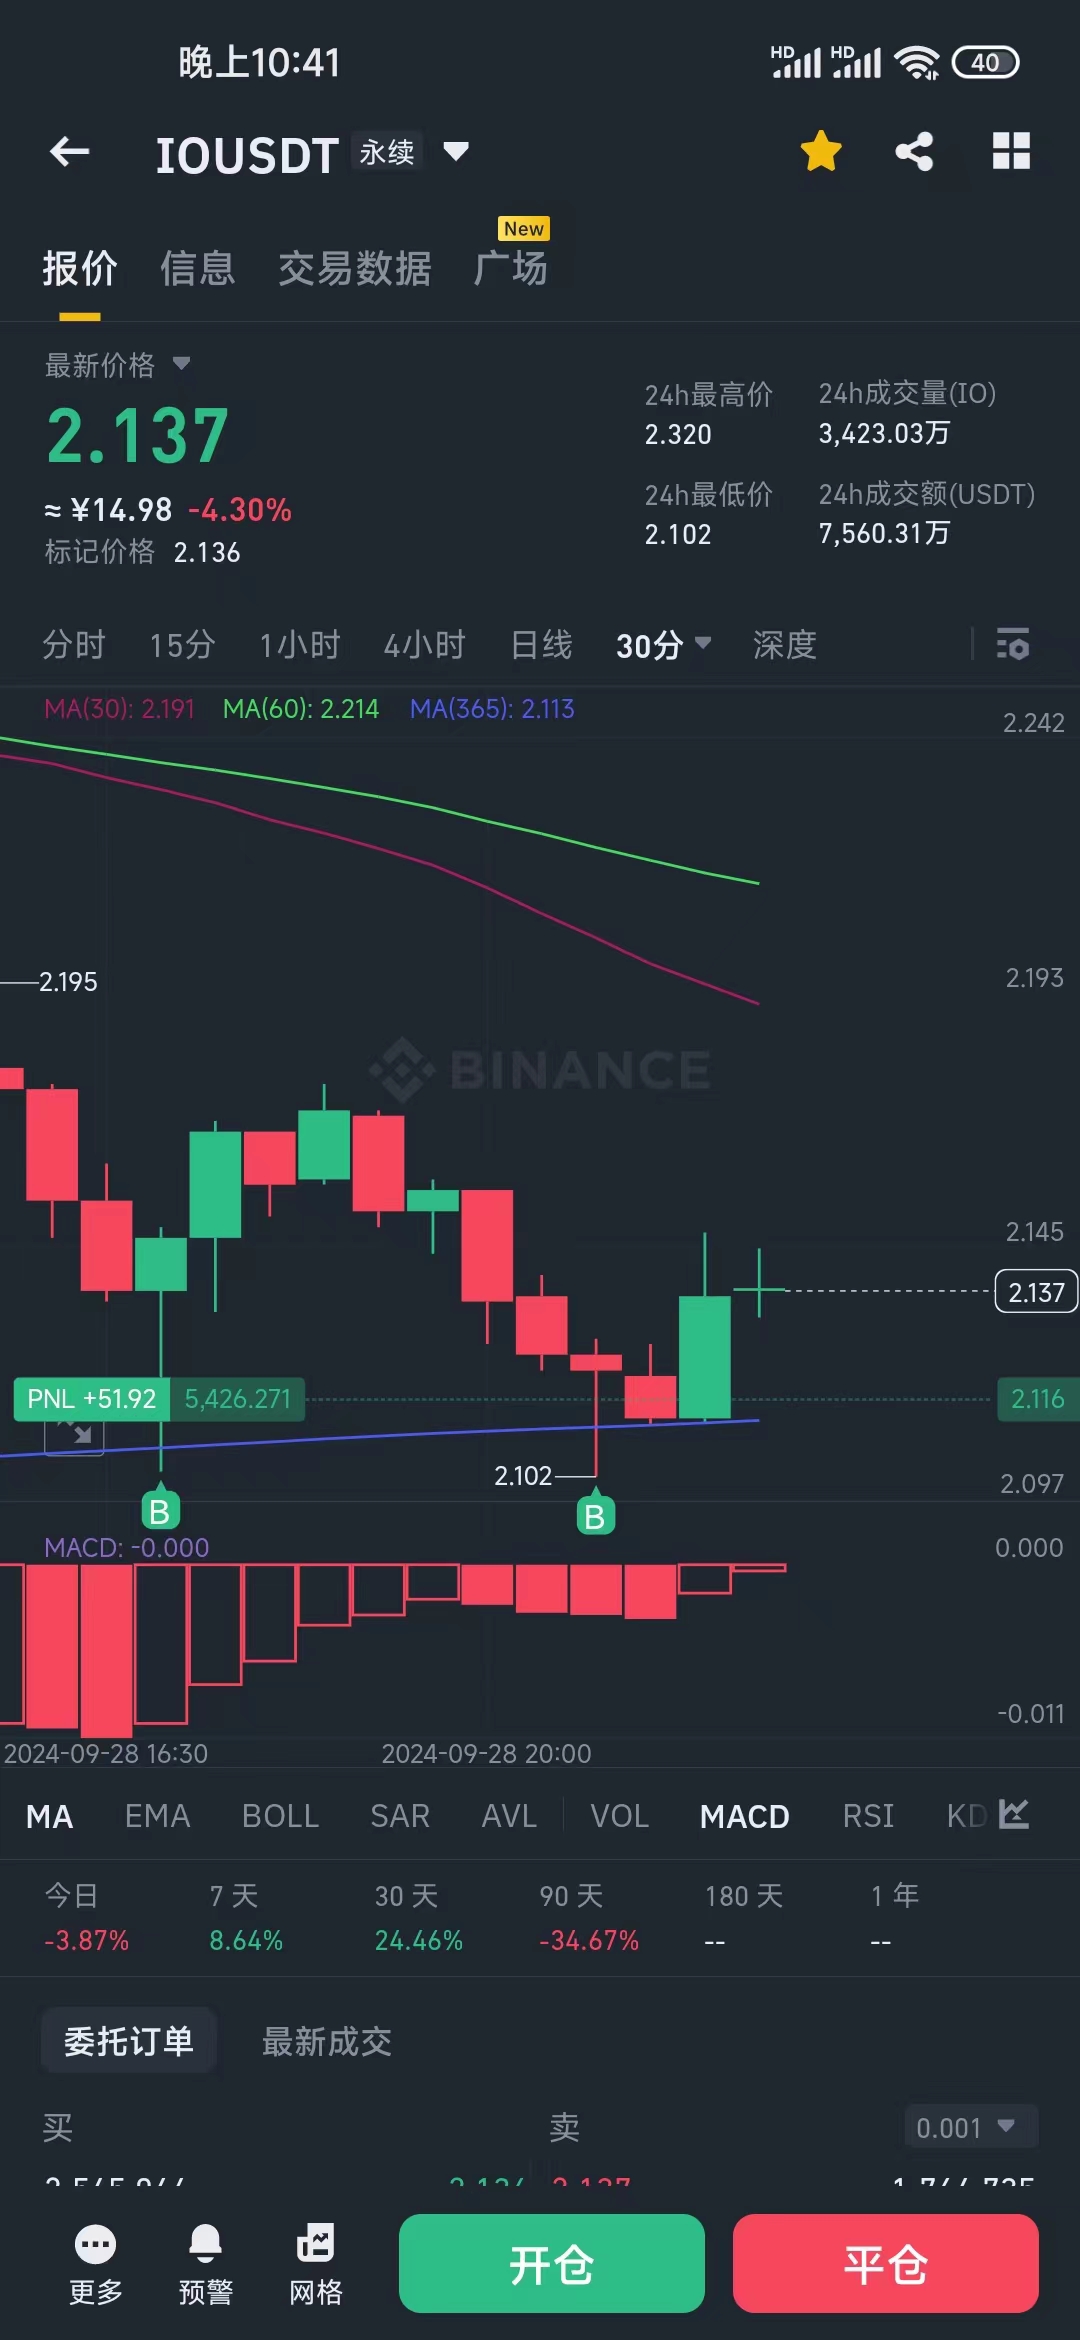 晚上10:41
HD HD 40
IOUSDT 永续
New
报价 信息 交易数据 广场
最新价格
2.137
≈ ¥14.98 -4.30%
标记价格 2.136
24h最高价 24h成交量(IO)
2.320 3,423.03万
24h最低价 24h成交额(USDT)
2.102 7,560.31万
分时 15分 1小时 4小时 日线 30分 深度
MA(30): 2.191 MA(60): 2.214 MA(365): 2.113
2.242
2.195
2.193
BINANCE
2.145
2.137
PNL +51.92 5,426.271 2.116
2.102
2.097
B B
MACD: -0.000
0.000
-0.011
2024-09-28 16:30 2024-09-28 20:00
MA EMA BOLL SAR AVL VOL MACD RSI KD
今日 7 天 30 天 90 天 180 天 1 年
-3.87% 8.64% 24.46% -34.67% -- --
委托订单 最新成交
买 卖 0.001
更多 预警 网格 开仓 平仓